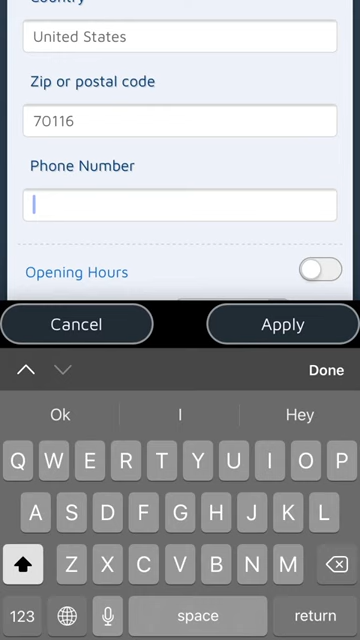 Country
United States
Zip or postal code
70116
Phone Number
Opening Hours
Cancel
Apply
Done
Ok
I
Hey
Q W E R T Y U I O P
A S D F G H J K L
Z X C V B N M
123
space
return